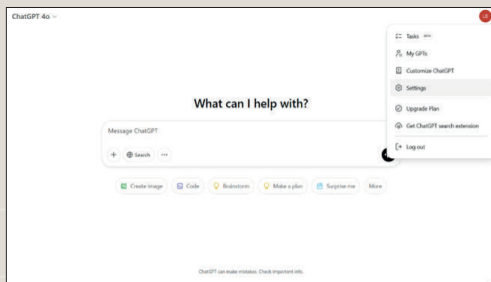 ChatGPT 4o
Tasks BETA
My GPTs
Customize ChatGPT
Settings
Upgrade Plan
Get ChatGPT search extension
Log out
What can I help with?
Message ChatGPT
Search
Create image Code Brainstorm Make a plan Surprise me More
ChatGPT can make mistakes. Check important info.